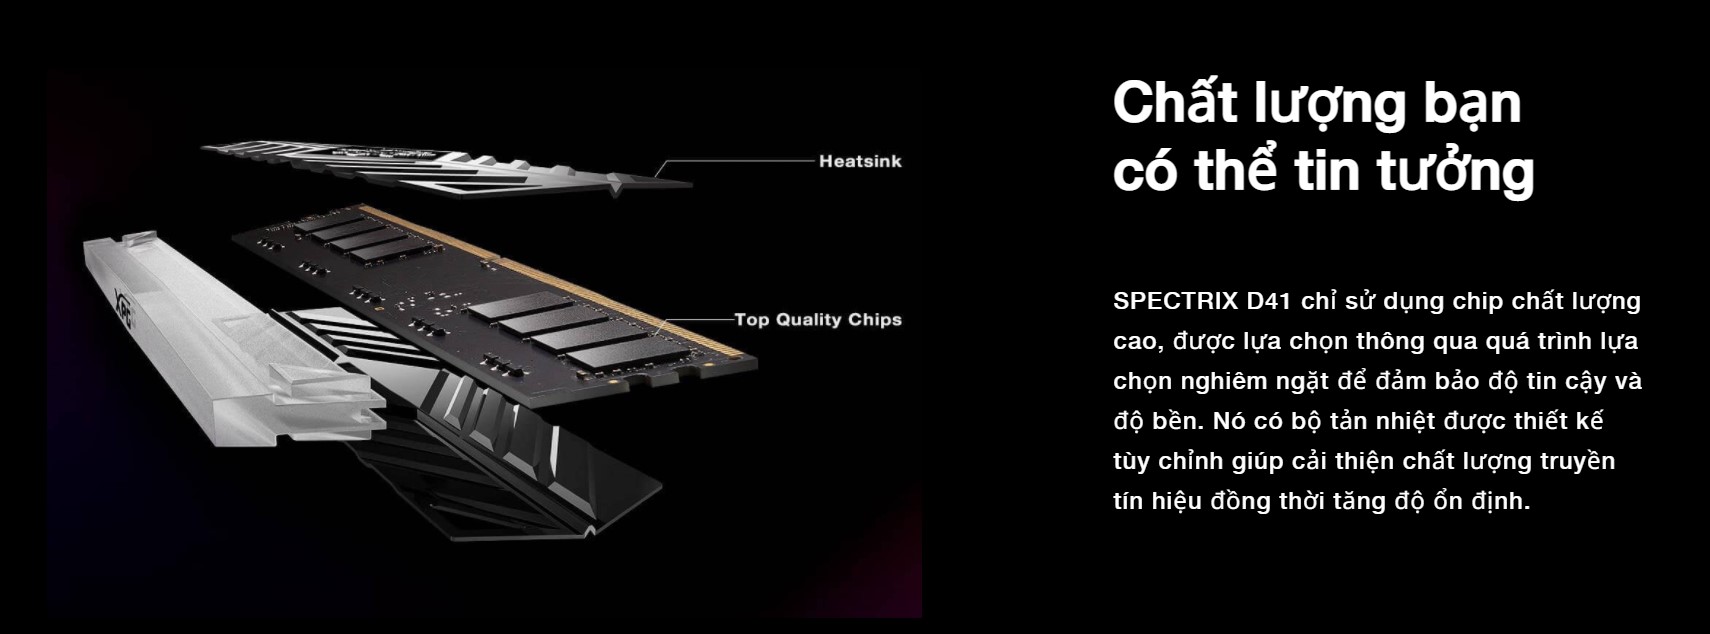 Chất lượng bạn
có thể tin tưởng
Heatsink
Top Quality Chips
XPG
SPECTRIX D41 chỉ sử dụng chip chất lượng
cao, được lựa chọn thông qua quá trình lựa
chọn nghiêm ngặt để đảm bảo độ tin cậy và
độ bền. Nó có bộ tản nhiệt được thiết kế
tùy chỉnh giúp cải thiện chất lượng truyền
tín hiệu đồng thời tăng độ ổn định.